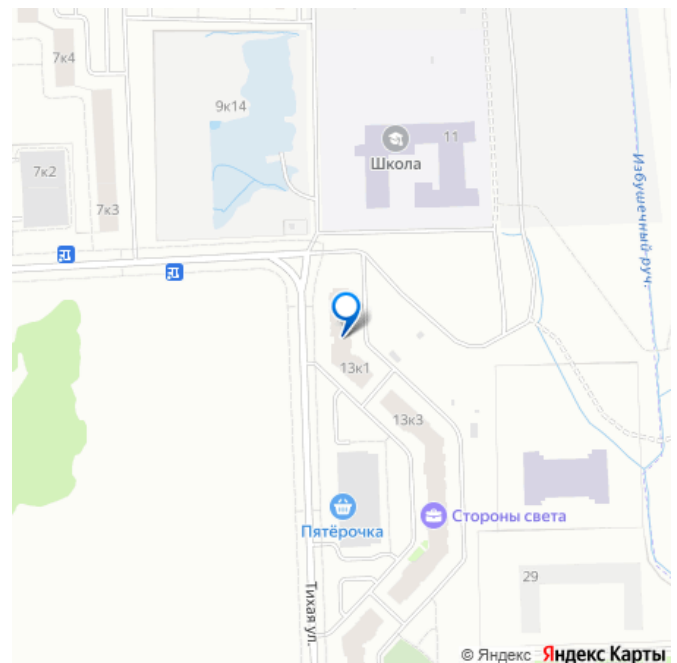 7к4
9к14
11
Школа
7к2
7к3
Избушечный руч.
13к1
13к3
Пятёрочка
Стороны света
29
Тихая ул.
© Яндекс Яндекс Карты